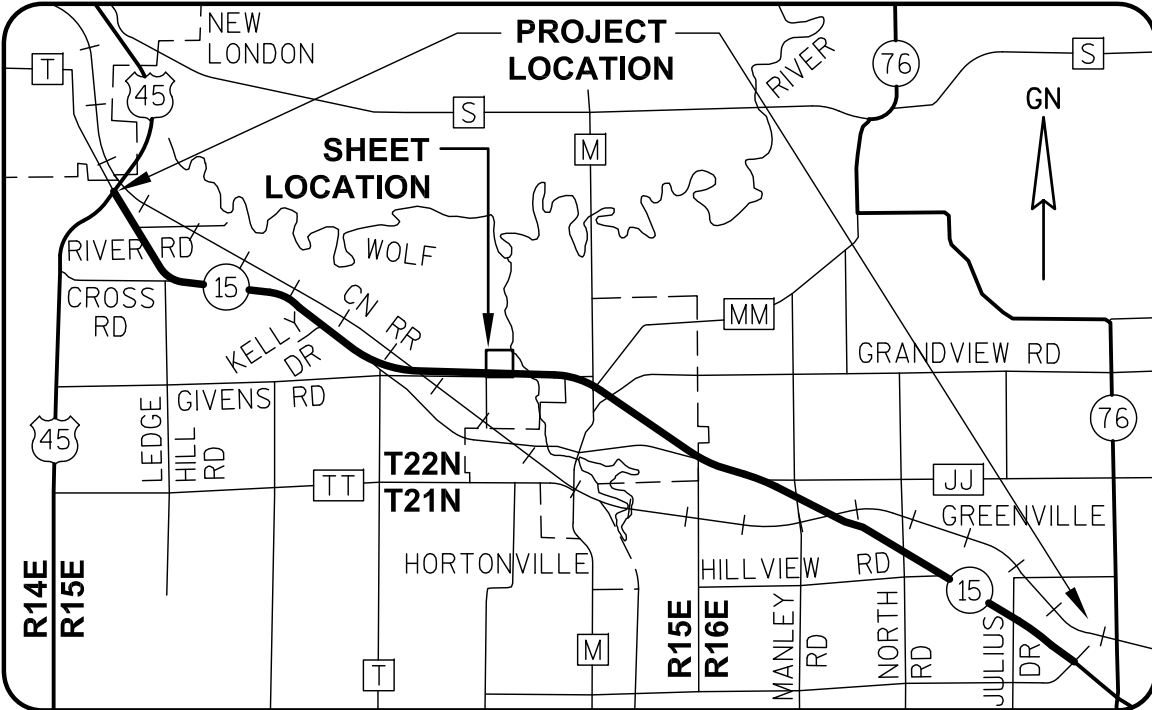 NEW
LONDON
PROJECT
LOCATION
RIVER
76
S
T
45
S
GN
SHEET
LOCATION
M
RIVER RD
WOLF
CROSS
RD
15
CN RR
MM
KELLY
DR
GRANDVIEW RD
GIVENS RD
45
LEDGE
HILL
RD
76
T22N
T21N
TT
JJ
GREENVILLE
HORTONVILLE
HILLVIEW RD
15
R14E
R15E
R15E
R16E
MANLEY
RD
NORTH
RD
JULIUS
DR
M
T